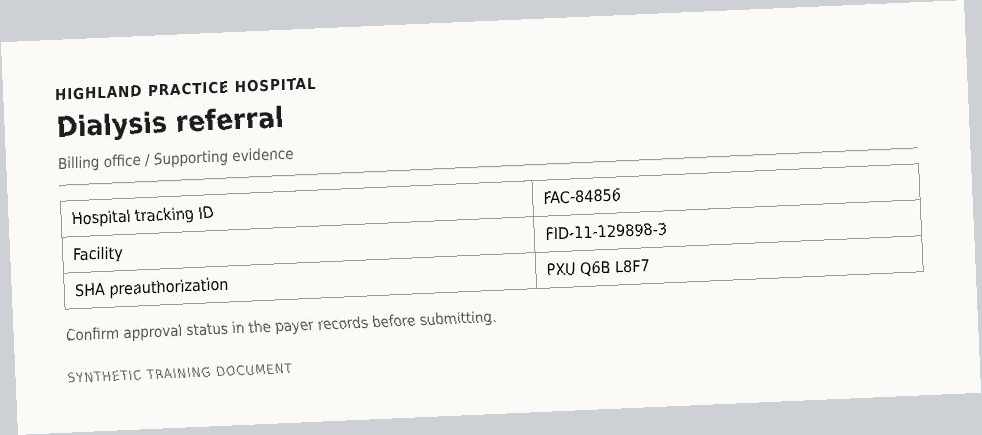 HIGHLAND PRACTICE HOSPITAL
Dialysis referral
Billing office / Supporting evidence
Hospital tracking ID FAC-84856
Facility FID-11-129898-3
SHA preauthorization PXU Q6B L8F7
Confirm approval status in the payer records before submitting.
SYNTHETIC TRAINING DOCUMENT